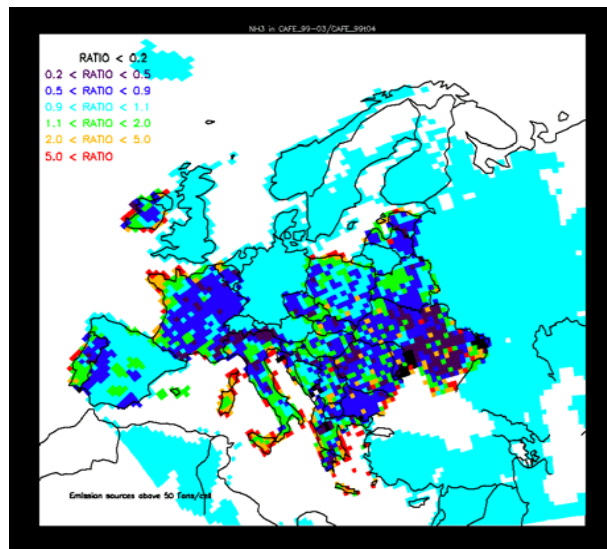 NH3 in CAFE_99-03/CAFE_99t04
RATIO < 0.2
0.2 < RATIO < 0.5
0.5 < RATIO < 0.9
0.9 < RATIO < 1.1
1.1 < RATIO < 2.0
2.0 < RATIO < 5.0
5.0 < RATIO
Emission sources above 50 Tons/cell